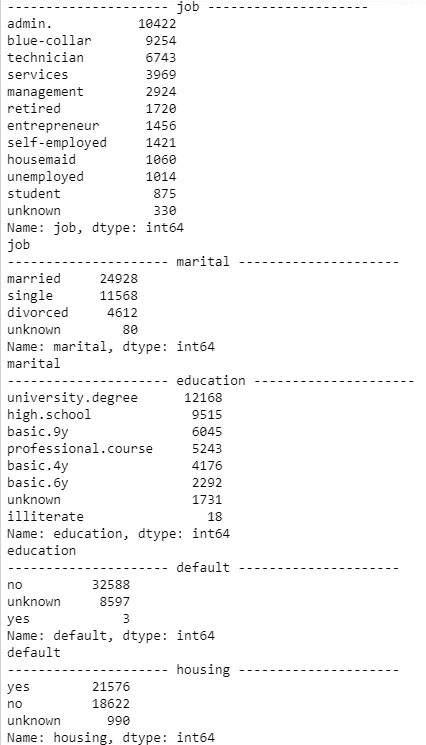 --------------------- job ---------------------
admin.           10422
blue-collar       9254
technician        6743
services          3969
management        2924
retired           1720
entrepreneur      1456
self-employed     1421
housemaid         1060
unemployed        1014
student            875
unknown            330
Name: job, dtype: int64
job
--------------------- marital ---------------------
married     24928
single      11568
divorced     4612
unknown        80
Name: marital, dtype: int64
marital
--------------------- education ---------------------
university.degree      12168
high.school             9515
basic.9y                6045
professional.course     5243
basic.4y                4176
basic.6y                2292
unknown                 1731
illiterate                18
Name: education, dtype: int64
education
--------------------- default ---------------------
no         32588
unknown     8597
yes            3
Name: default, dtype: int64
default
--------------------- housing ---------------------
yes        21576
no         18622
unknown      990
Name: housing, dtype: int64